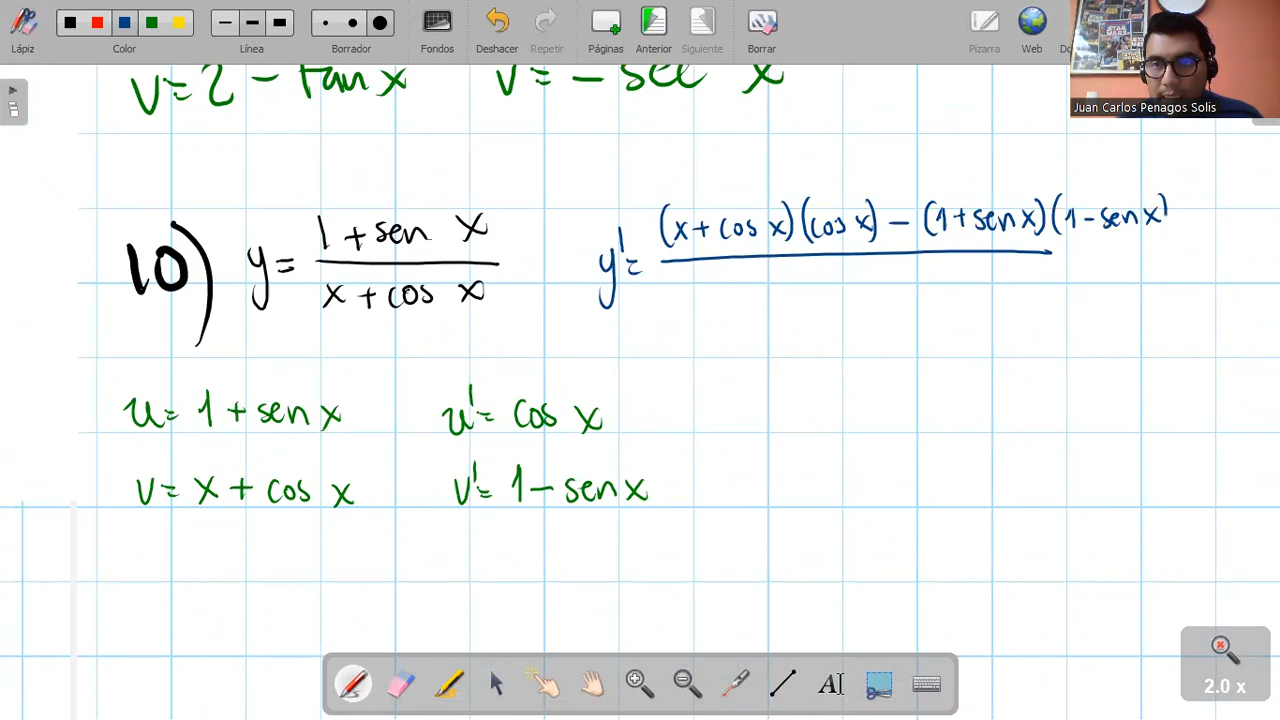 Lápiz Color Línea Borrador Fondos Deshacer Repetir Páginas Anterior Siguiente Borrar Pizarra Web
Juan Carlos Penagos Solis
v = 2 - tan x v = - sec x
(x + cos x)(cos x) - (1 + sen x)(1 - sen x)
10) y = 1 + sen x y' =
x + cos x
u = 1 + sen x u' = cos x
v = x + cos x v' = 1 - sen x
AI
2.0 x